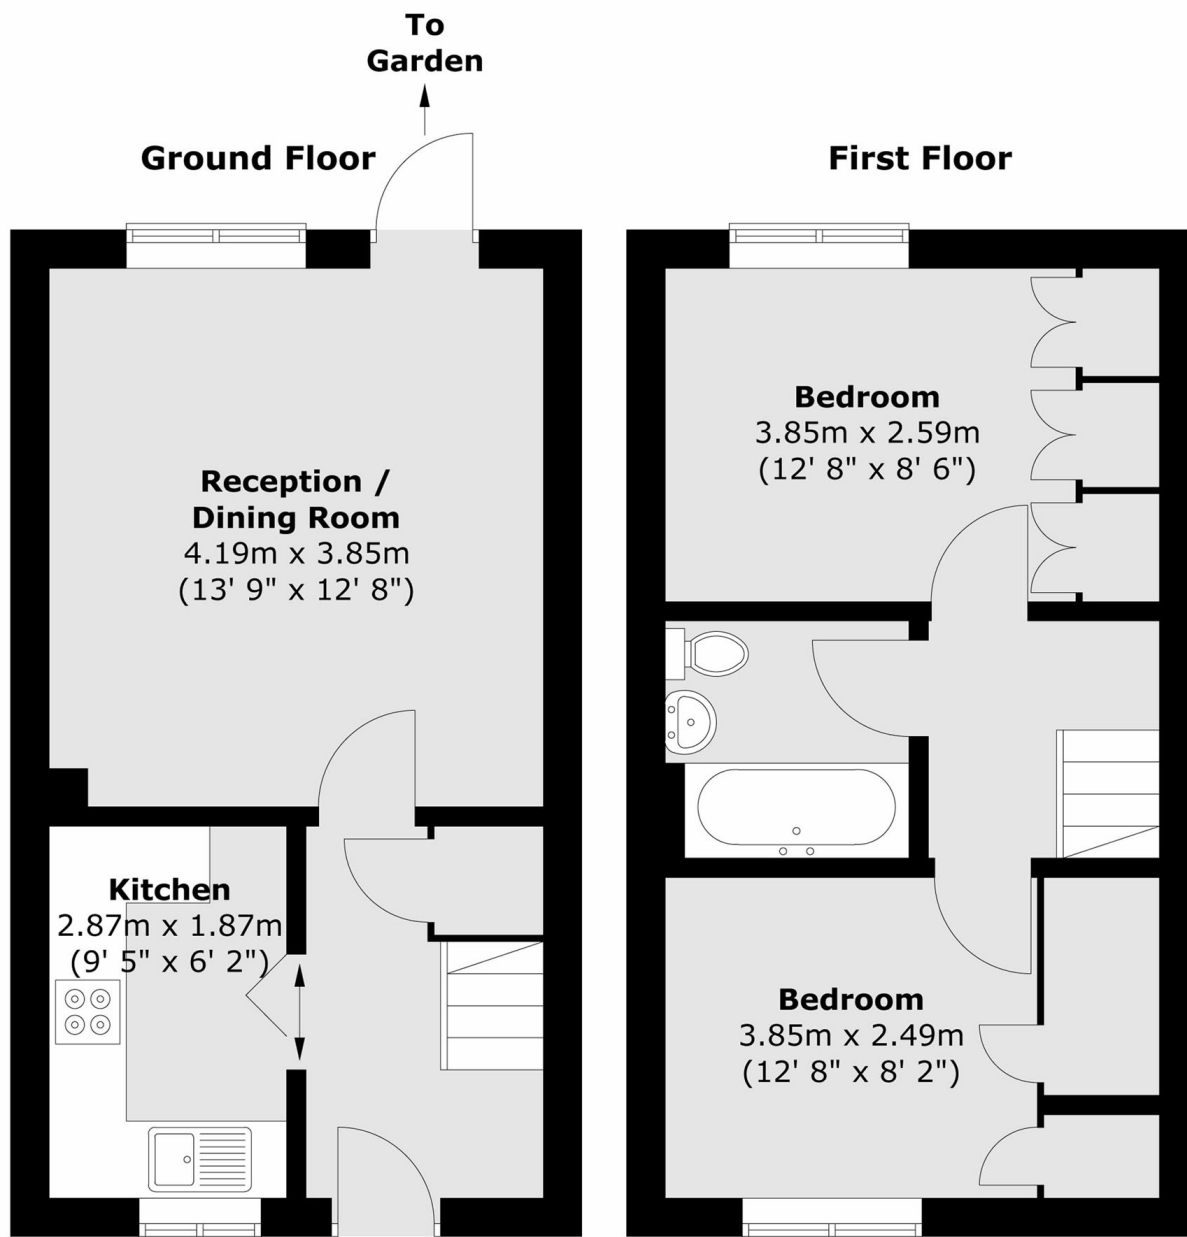 To
Garden
Ground Floor
First Floor
Reception /
Dining Room
4.19m x 3.85m
(13' 9" x 12' 8")
Kitchen
2.87m x 1.87m
(9' 5" x 6' 2")
Bedroom
3.85m x 2.59m
(12' 8" x 8' 6")
Bedroom
3.85m x 2.49m
(12' 8" x 8' 2")